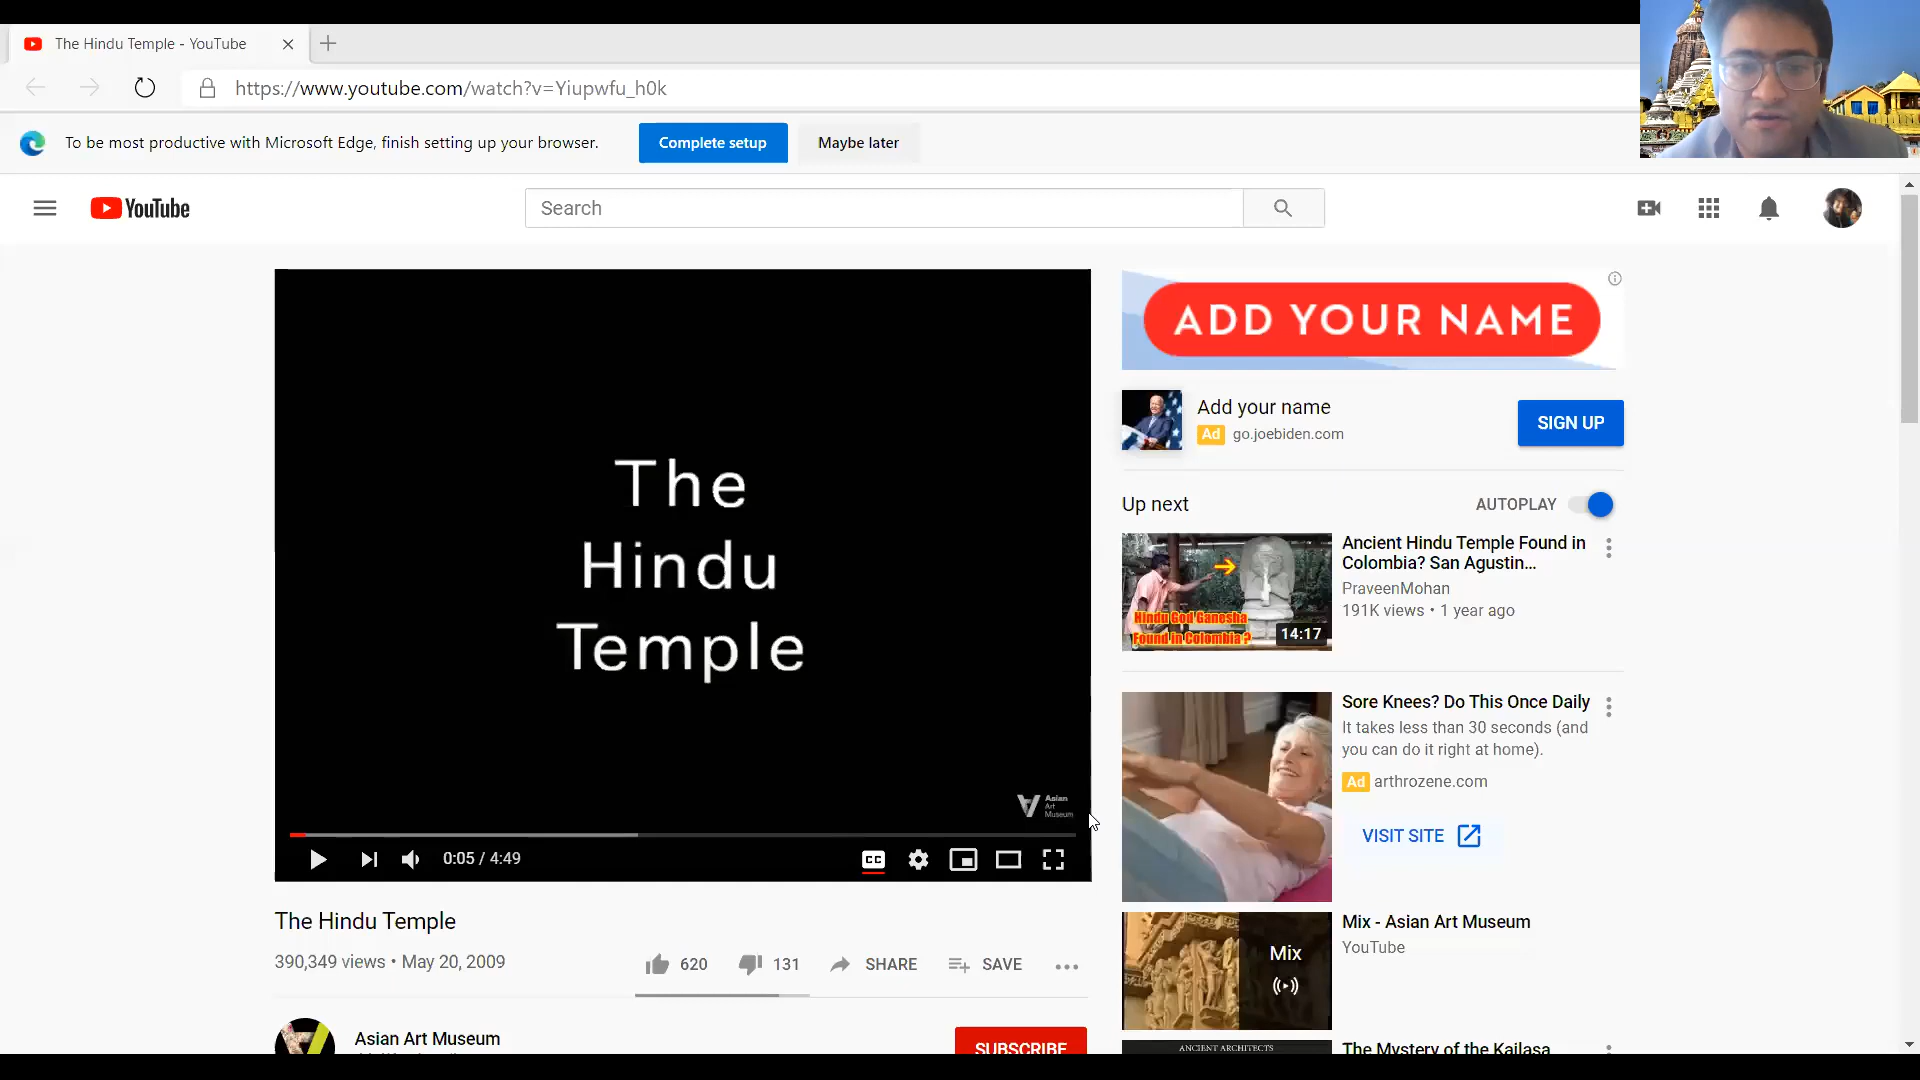 The Hindu Temple - YouTube
https://www.youtube.com/watch?v=Yiupwfu_h0k
To be most productive with Microsoft Edge, finish setting up your browser.
Complete setup
Maybe later
YouTube
Search
The
Hindu
Temple
Asian
Art
Museum
0:05 / 4:49
CC
The Hindu Temple
390,349 views • May 20, 2009
620
131
SHARE
SAVE
Asian Art Museum
SUBSCRIBE
ADD YOUR NAME
Add your name
Ad go.joebiden.com
SIGN UP
Up next
AUTOPLAY
Hindu God Ganesha
Found in Colombia ?
14:17
Ancient Hindu Temple Found in
Colombia? San Agustin...
PraveenMohan
191K views • 1 year ago
Sore Knees? Do This Once Daily
It takes less than 30 seconds (and
you can do it right at home).
Ad arthrozene.com
VISIT SITE
Mix
Mix - Asian Art Museum
YouTube
ANCIENT ARCHITECTS
The Mystery of the Kailasa